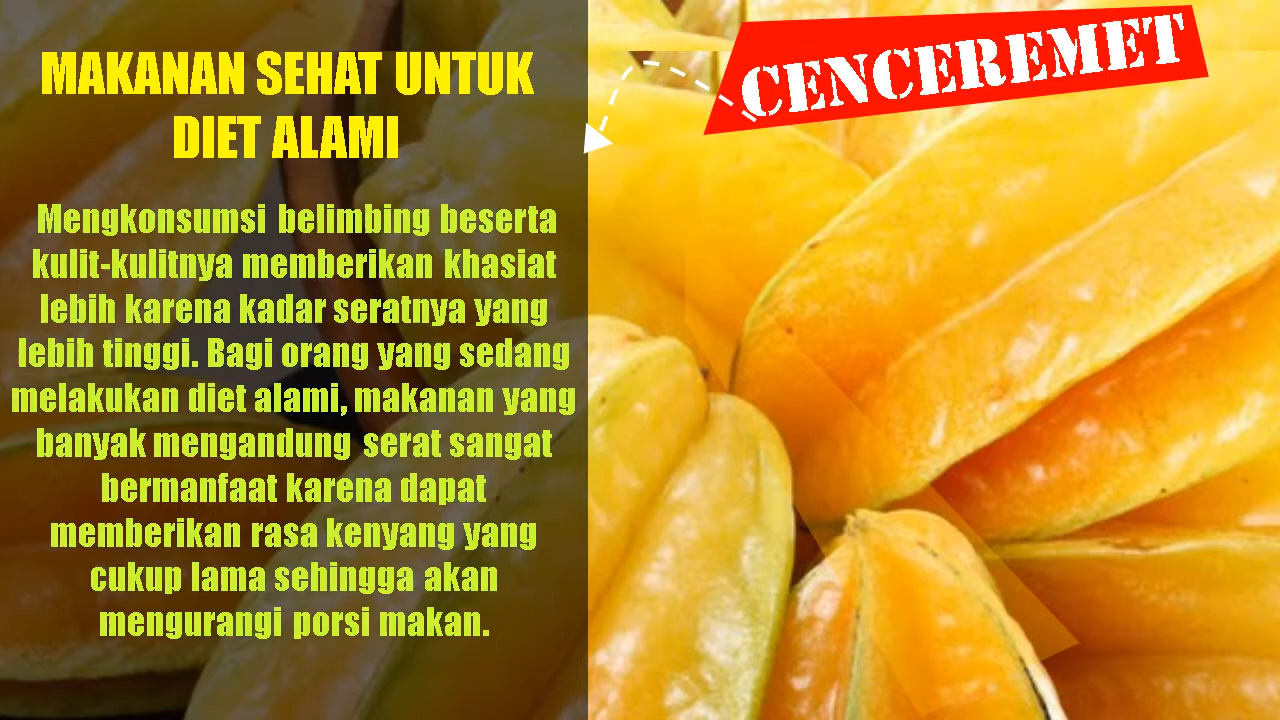 MAKANAN SEHAT UNTUK
DIET ALAMI
Mengkonsumsi belimbing beserta
kulit-kulitnya memberikan khasiat
lebih karena kadar seratnya yang
lebih tinggi. Bagi orang yang sedang
melakukan diet alami, makanan yang
banyak mengandung serat sangat
bermanfaat karena dapat
memberikan rasa kenyang yang
cukup lama sehingga akan
mengurangi porsi makan.
CENCEREMET